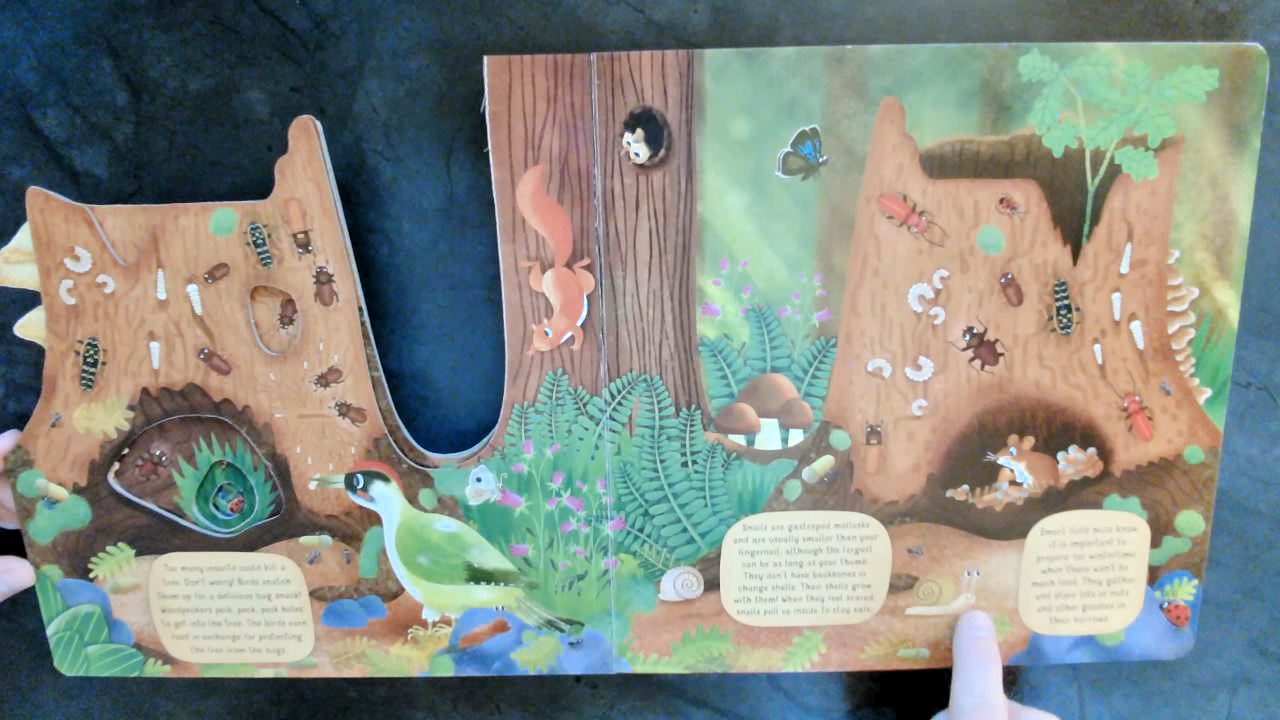 Too many insects could kill a
tree. Don't worry! Birds snatch
them up for a delicious bug snack!
Woodpeckers peck, peck, peck holes
to get into the tree. The birds earn
food in exchange for protecting
the tree from the bugs.
Snails are gastropod mollusks
and are usually smaller than your
fingernail, although the largest
can be as long as your thumb.
They don't have backbones or
change shells. Their shells grow
with them! When they feel scared,
snails pull up inside to stay safe.
Smart field mice know
it is important to
prepare for wintertime
when there won't be
much food. They gather
and store lots of nuts
and other goodies in
their burrows.